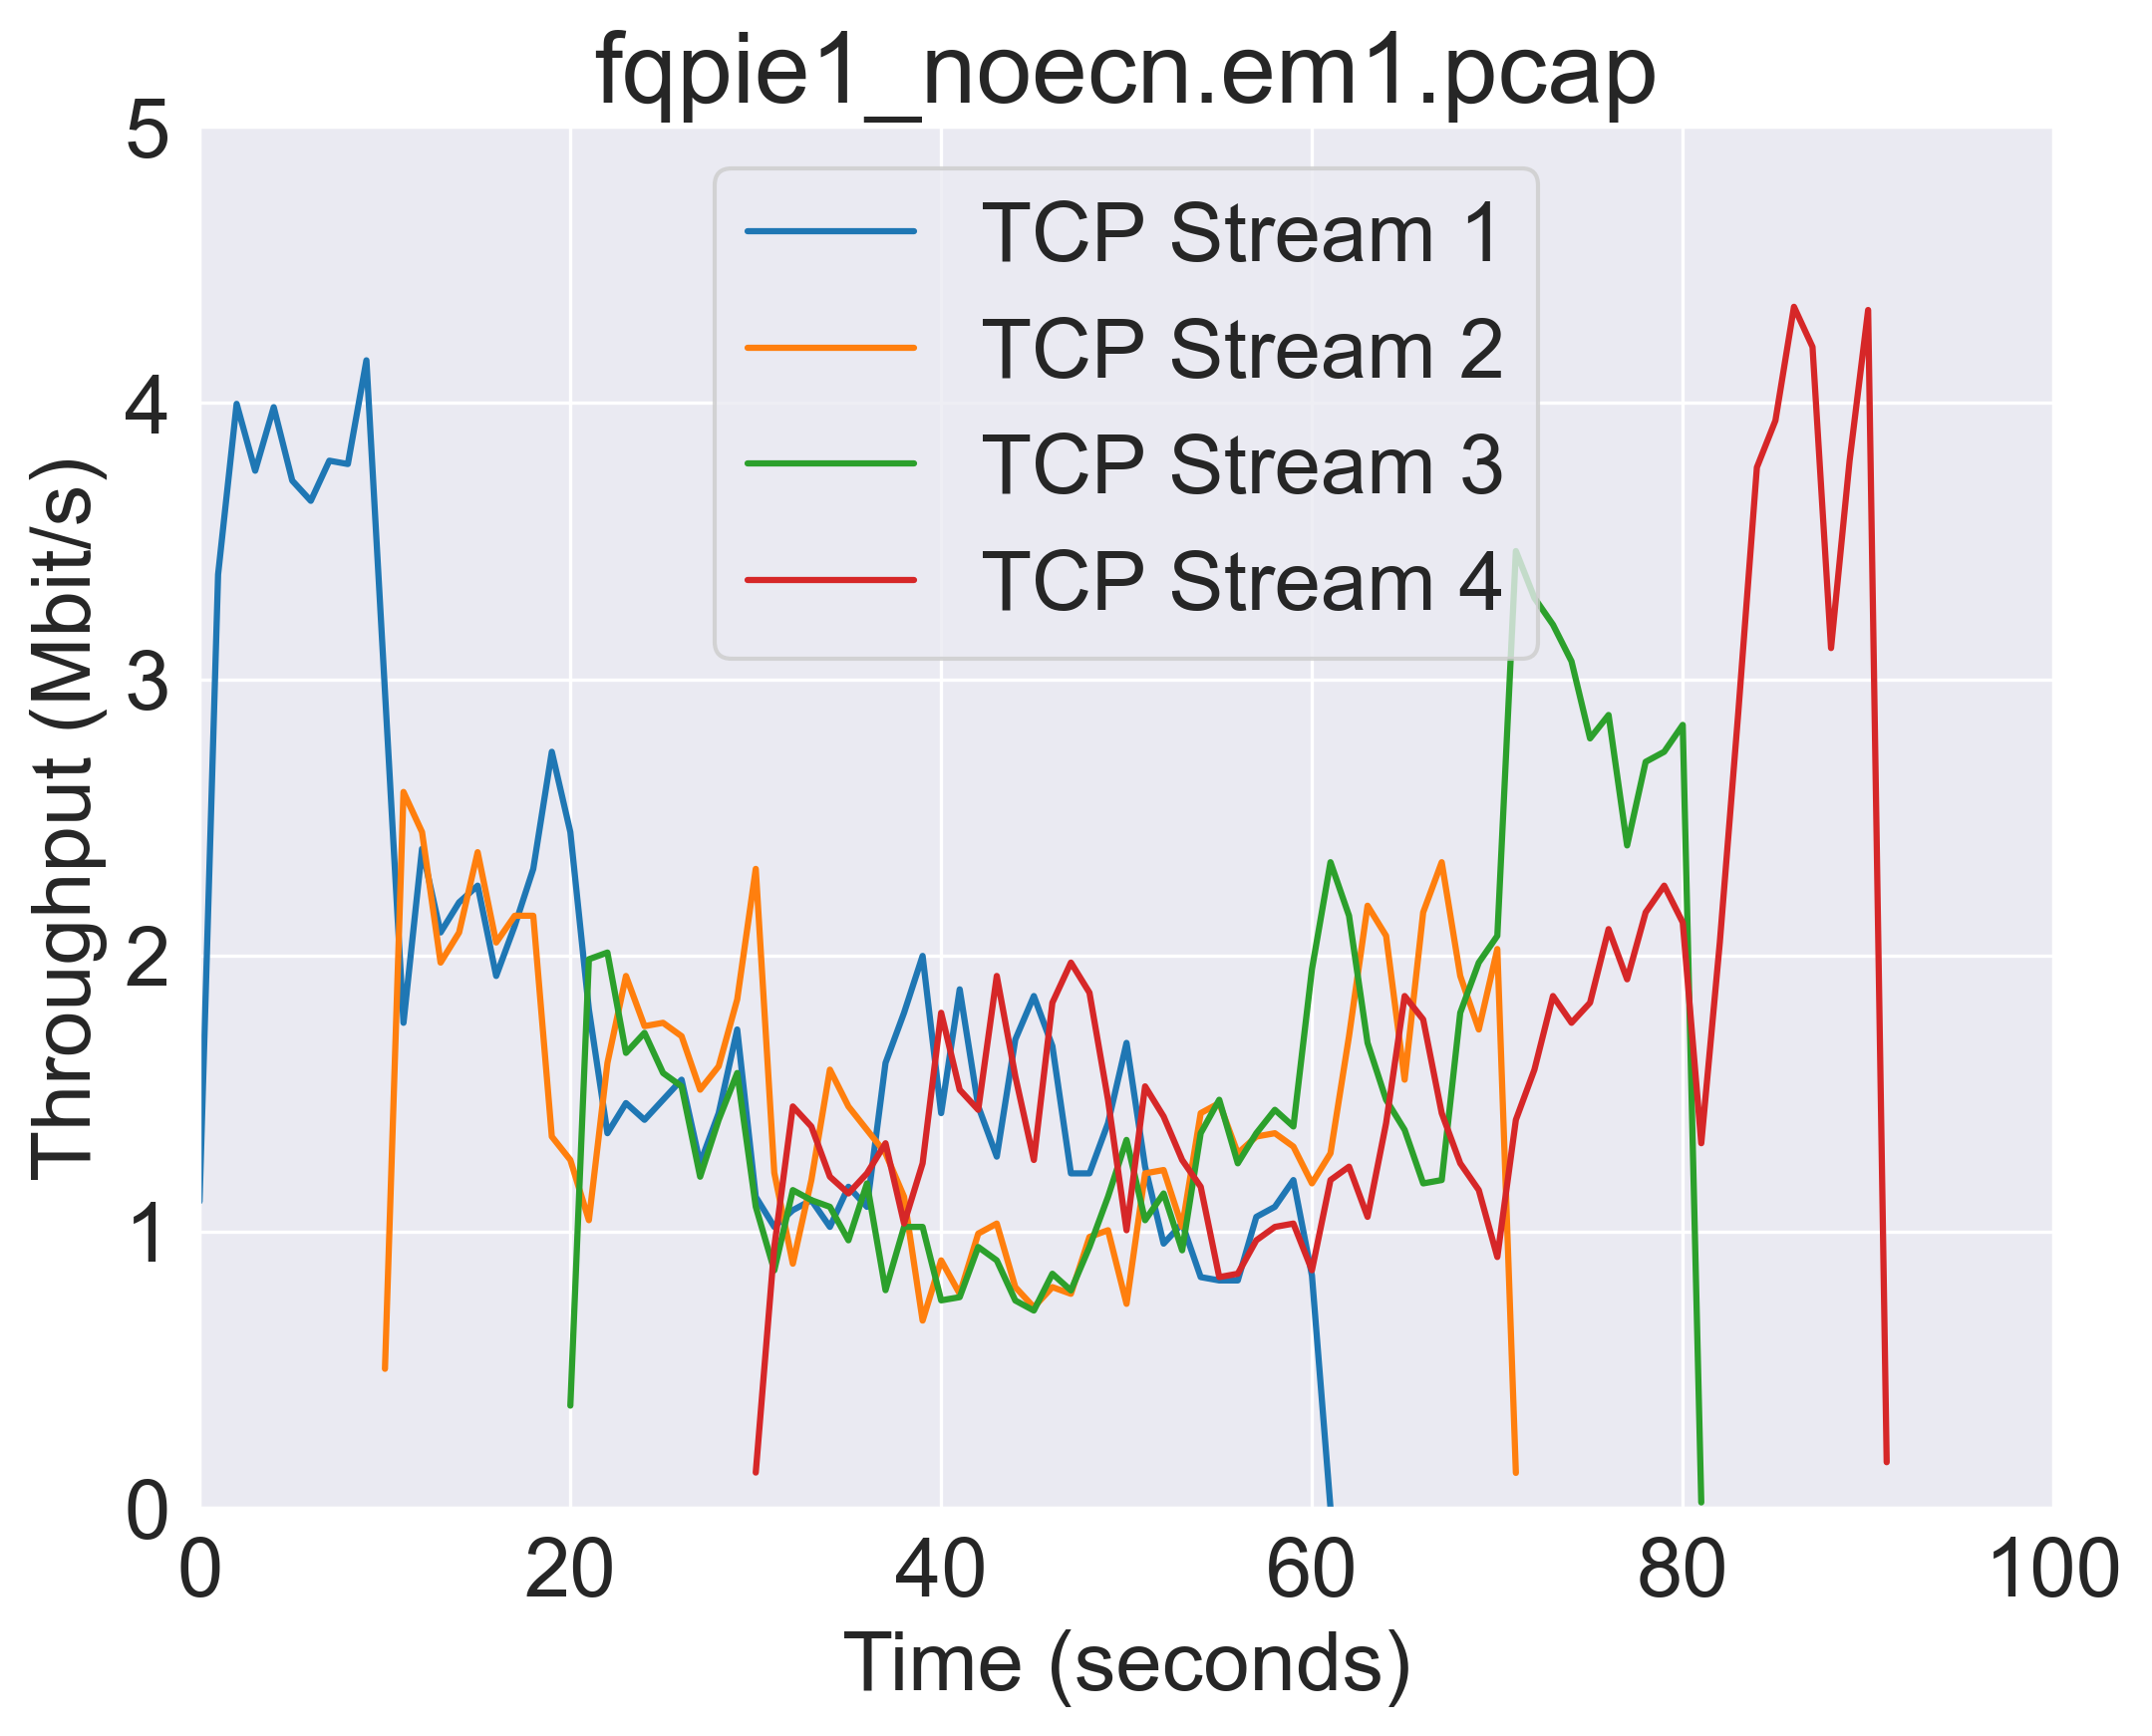 fqpie1_noecn.em1.pcap
5
4
3
2
1
0
Throughput (Mbit/s)
TCP Stream 1
TCP Stream 2
TCP Stream 3
TCP Stream 4
0 20 40 60 80 100
Time (seconds)